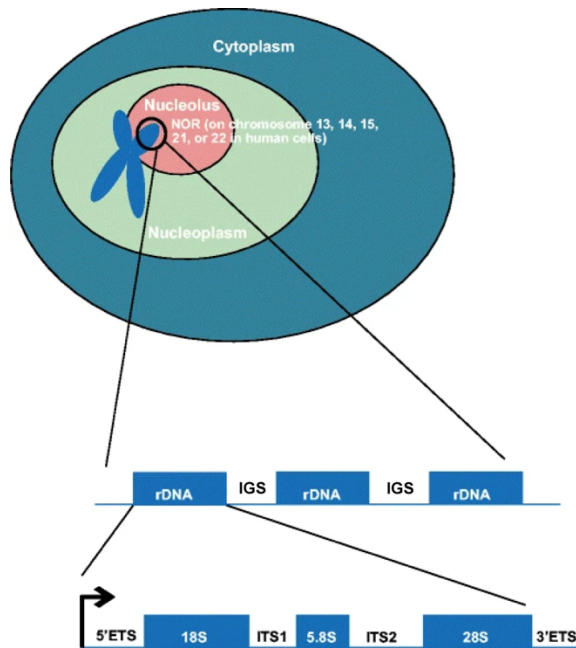 Cytoplasm
Nucleolus
NOR (on chromosome 13, 14, 15,
21, or 22 in human cells)
Nucleoplasm
rDNA IGS rDNA IGS rDNA
5'ETS 18S ITS1 5.8S ITS2 28S 3'ETS